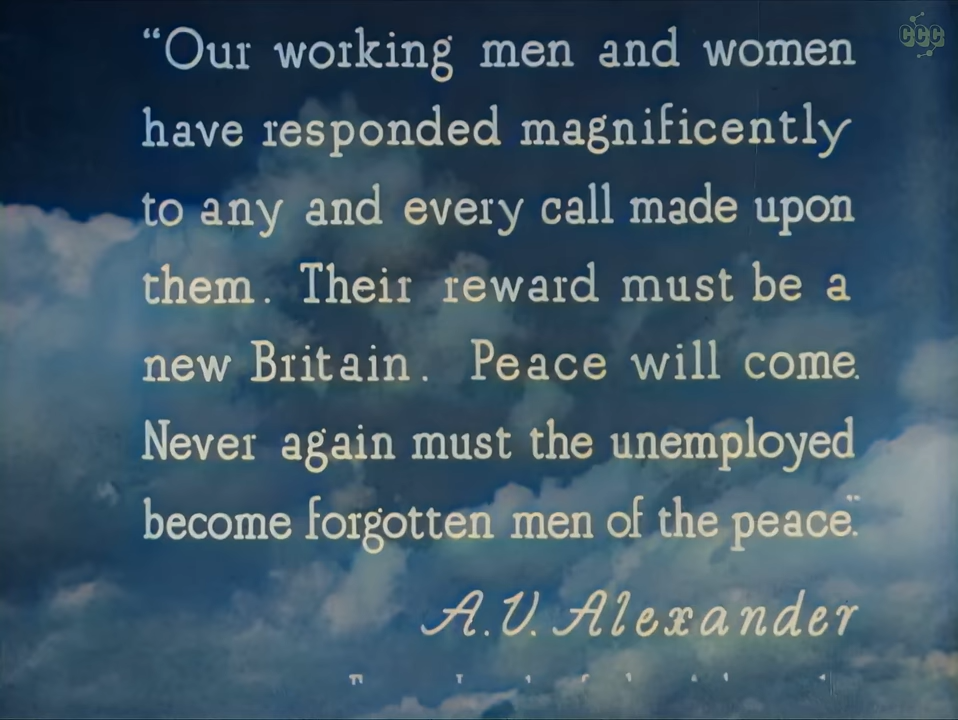 CCC
“Our working men and women
have responded magnificently
to any and every call made upon
them. Their reward must be a
new Britain. Peace will come.
Never again must the unemployed
become forgotten men of the peace.”
A.V. Alexander